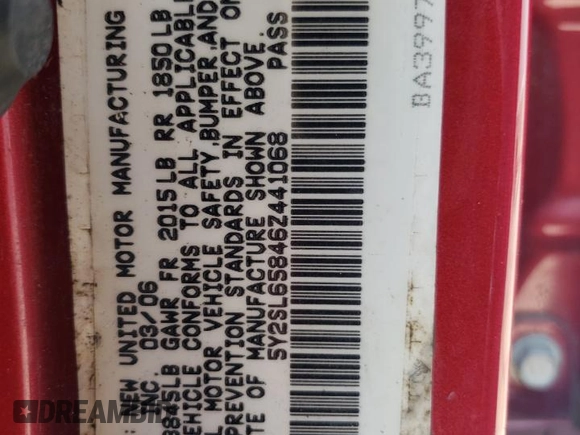 : NEW UNITED MOTOR MANUFACTURING
INC 03/06
3845LB GAWR FR 2015LB RR 1850LB
VEHICLE CONFORMS TO ALL APPLICABLE
L MOTOR VEHICLE SAFETY,BUMPER,AND
PREVENTION STANDARDS IN EFFECT ON
TE OF MANUFACTURE SHOWN ABOVE.
5Y2SL65846Z441068 PASS
BA3997
DREAMBID